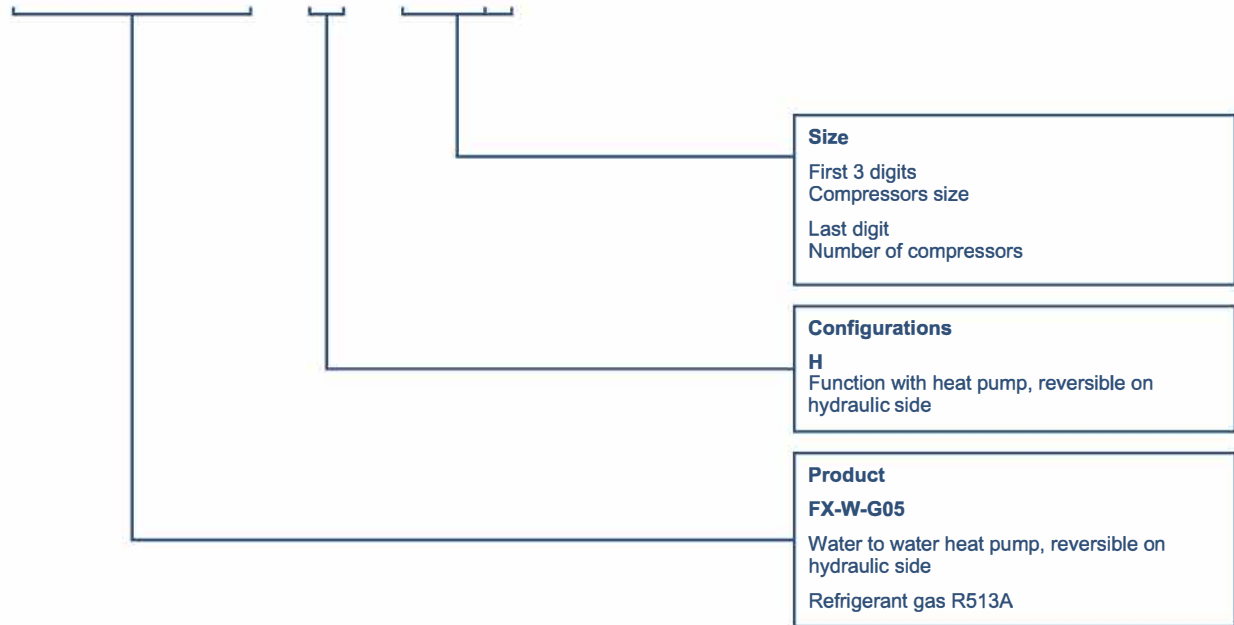 Size
First 3 digits
Compressors size
Last digit
Number of compressors
Configurations
H
Function with heat pump, reversible on
hydraulic side
Product
FX-W-G05
Water to water heat pump, reversible on
hydraulic side
Refrigerant gas R513A